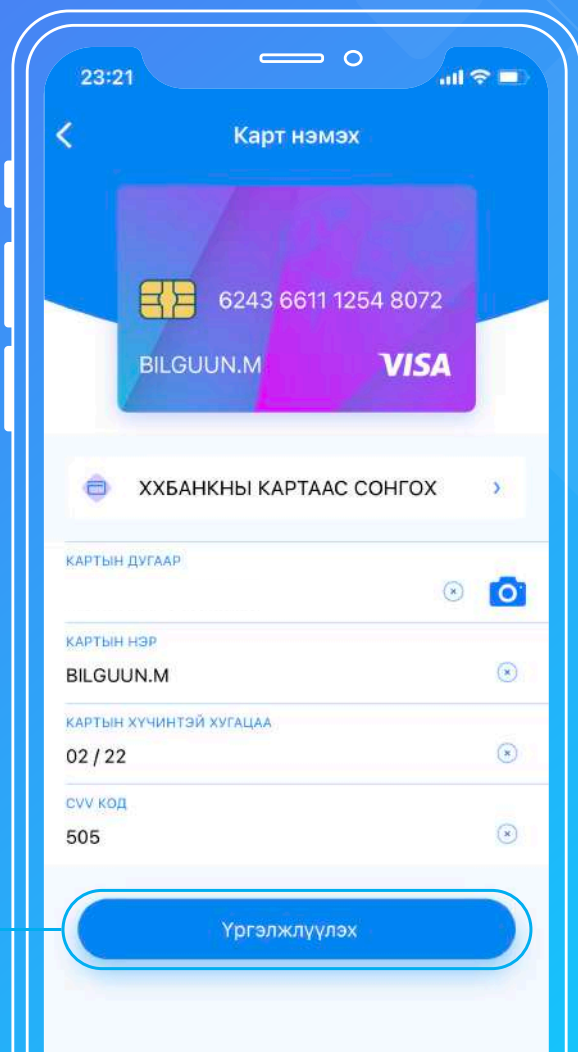 23:21
Карт нэмэх
6243 6611 1254 8072
BILGUUN.M
VISA
ХХБАНКНЫ КАРТААС СОНГОХ
КАРТЫН ДУГААР
КАРТЫН НЭР
BILGUUN.M
КАРТЫН ХҮЧИНТЭЙ ХУГАЦАА
02 / 22
CVV КОД
505
Үргэлжлүүлэх